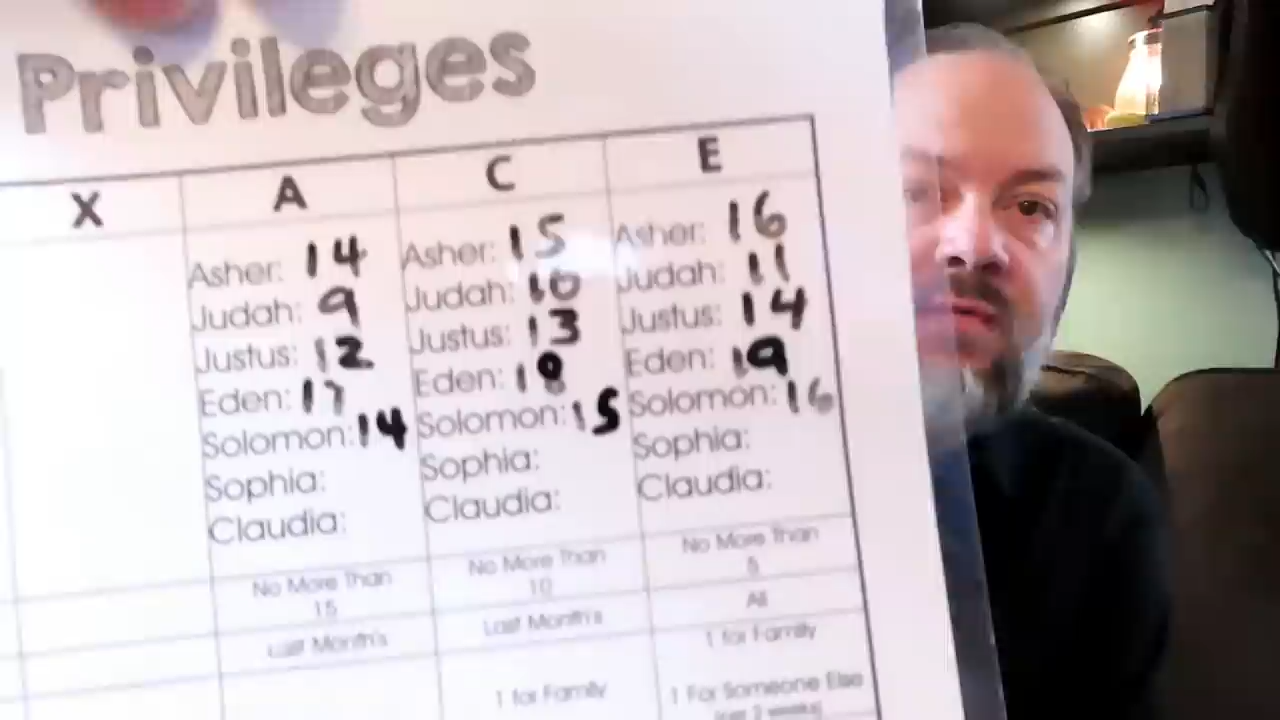 Privileges
X A C E
Asher: 14 Asher: 15 Asher: 16
Judah: 9 Judah: 10 Judah: 11
Justus: 12 Justus: 13 Justus: 14
Eden: 17 Eden: 18 Eden: 19
Solomon: 14 Solomon: 15 Solomon: 16
Sophia: Sophia: Sophia:
Claudia: Claudia: Claudia:
No More Than No More Than No More Than
15 10 5
Last Month's Last Month's All
1 for Family 1 for Family
1 For Someone Else
(per 2 weeks)